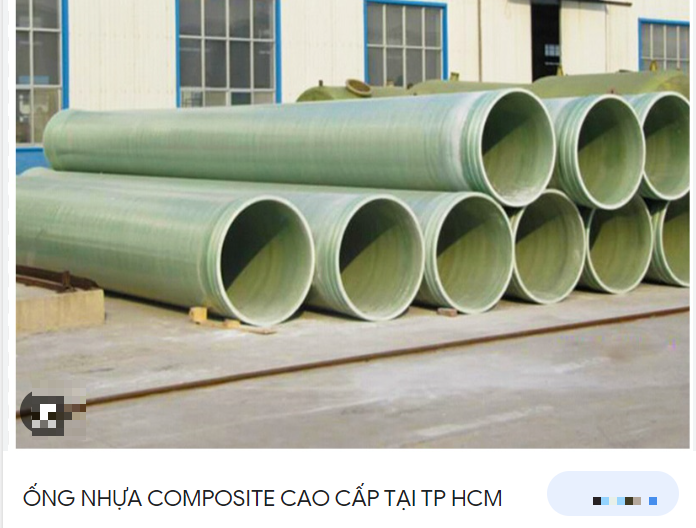 ỐNG NHỰA COMPOSITE CAO CẤP TẠI TP HCM